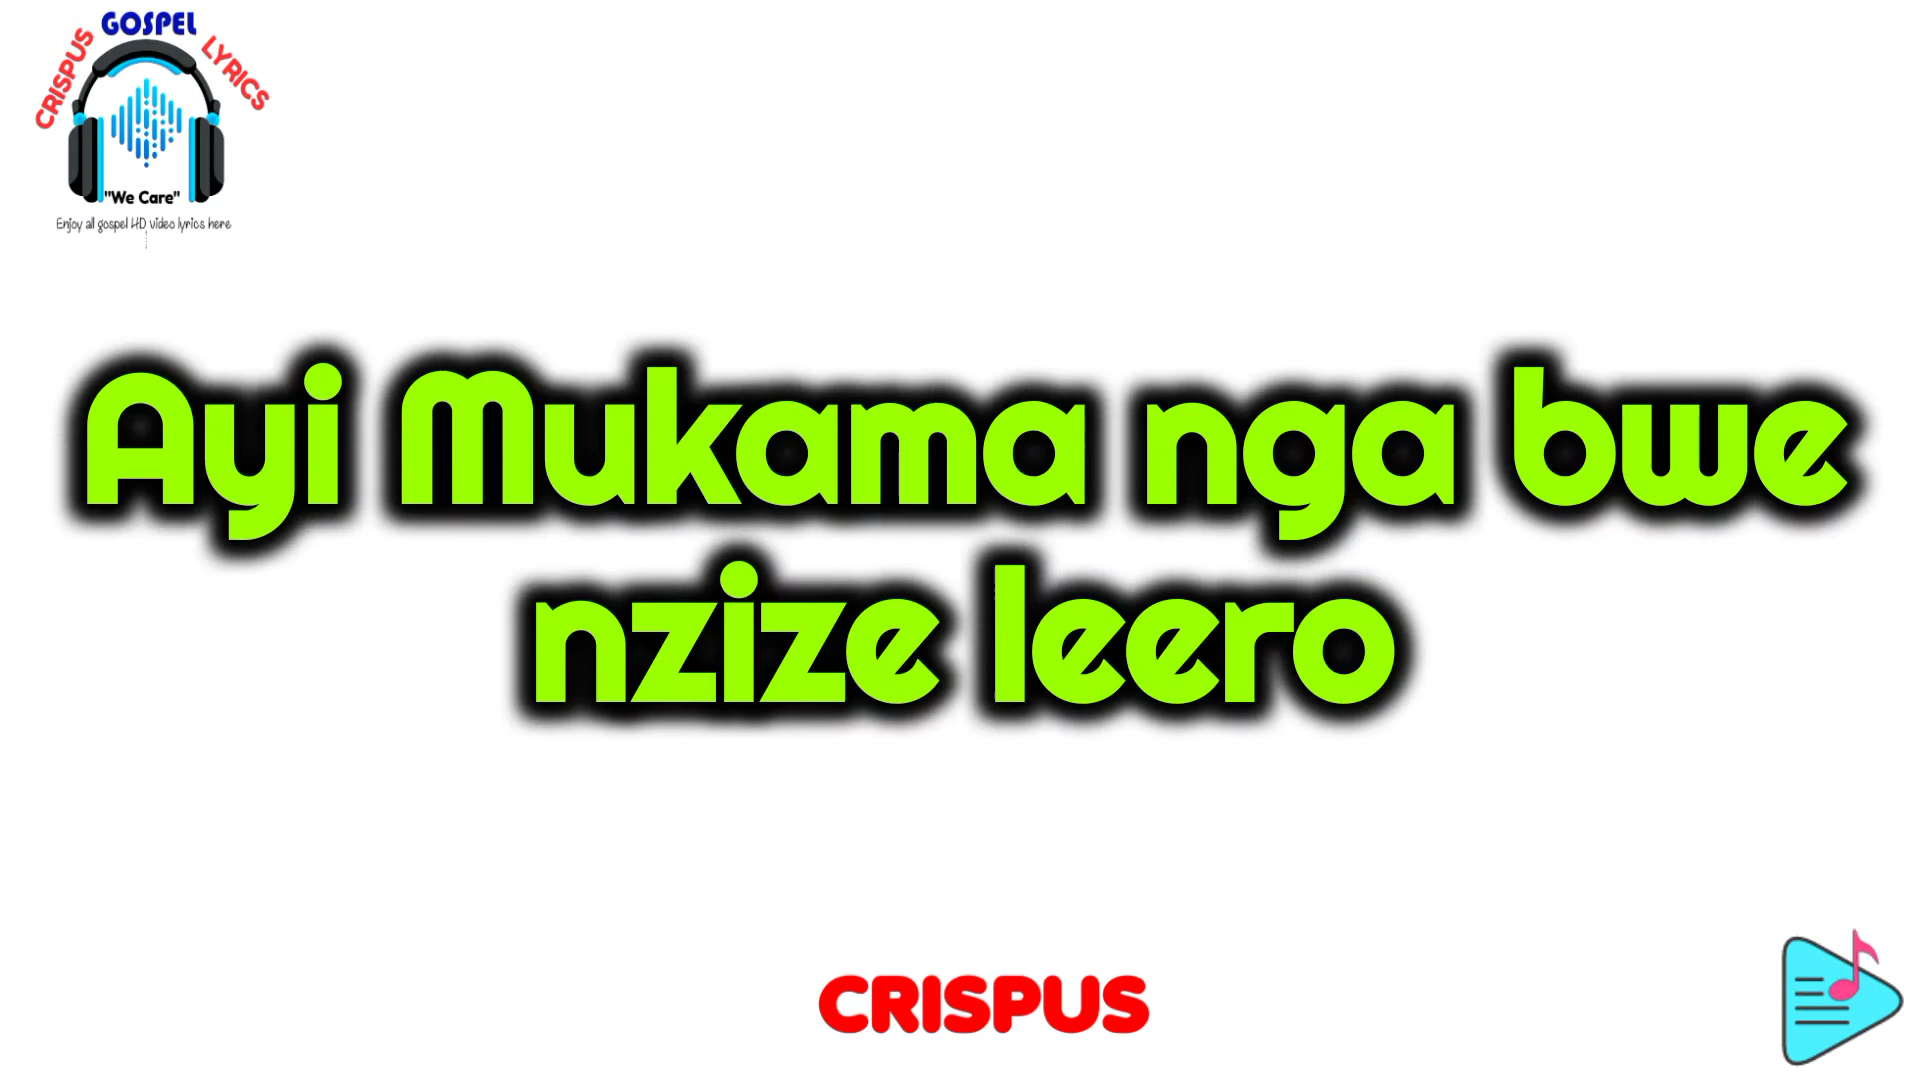 CRISPUS GOSPEL LYRICS
"We Care"
Enjoy all gospel HD video lyrics here
Ayi Mukama nga bwe
nzize leero
CRISPUS